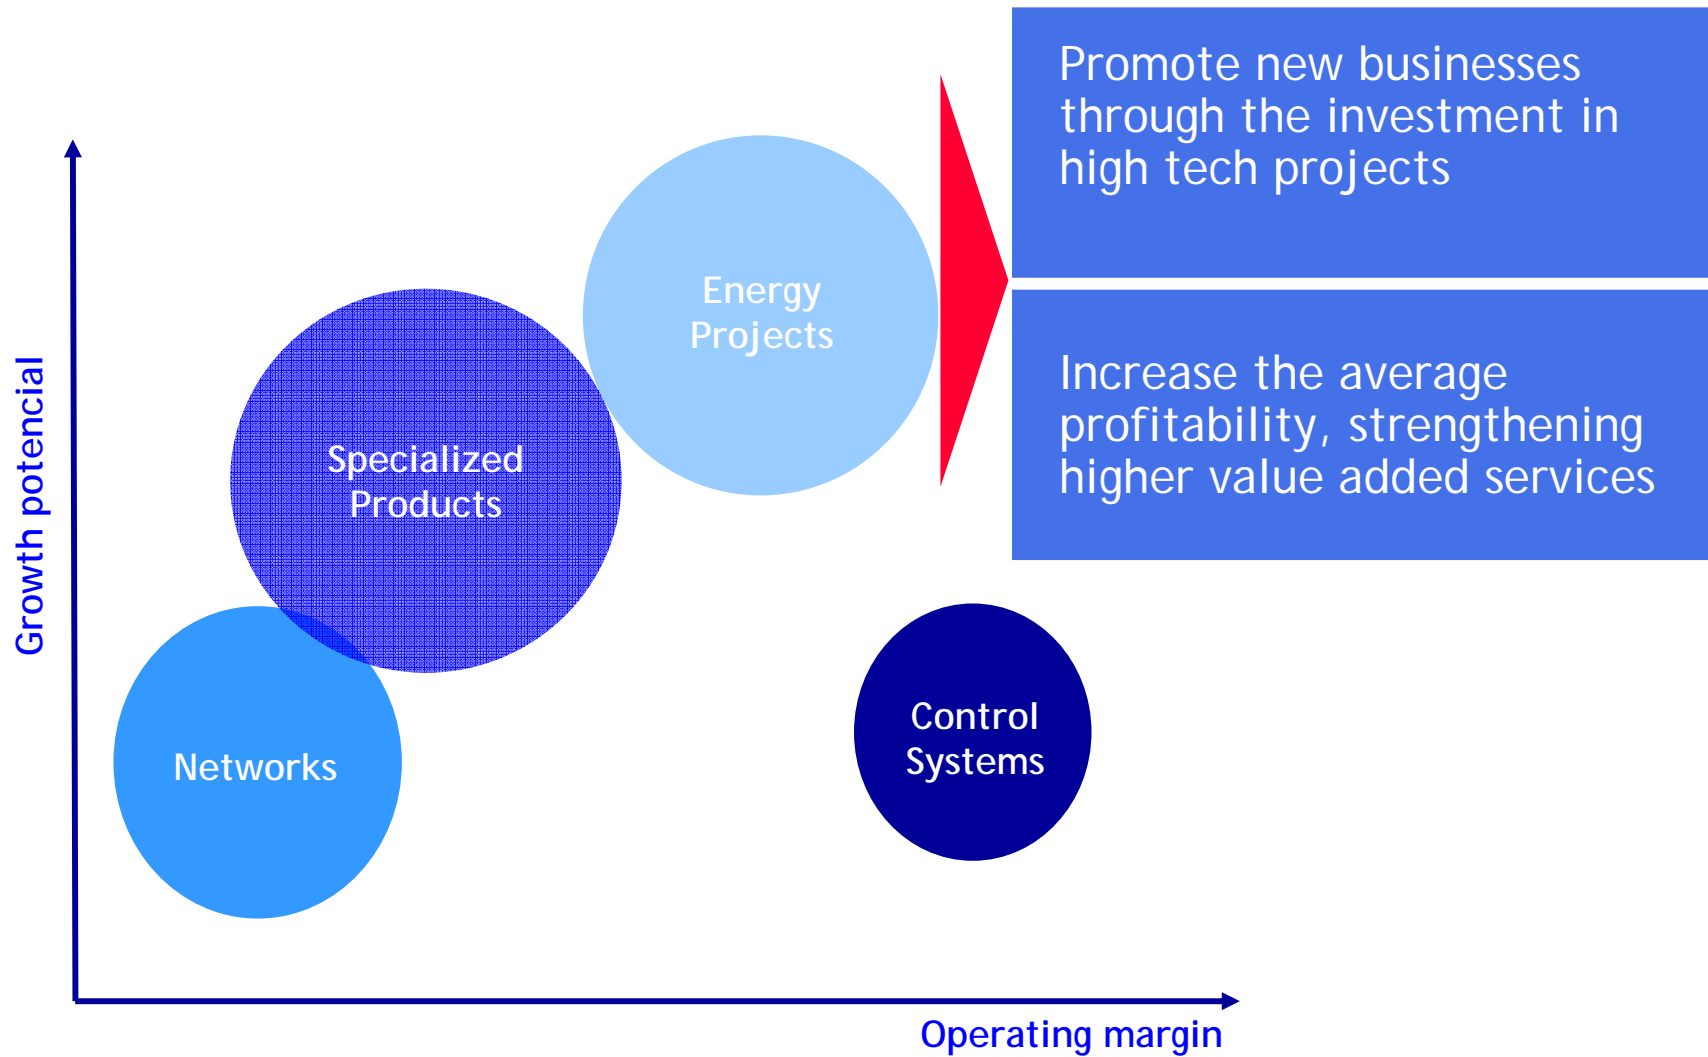 Promote new businesses
through the investment in
high tech projects
Energy
Projects
Increase the average
profitability, strengthening
higher value added services
Growth potencial
Specialized
Products
Networks
Control
Systems
Operating margin